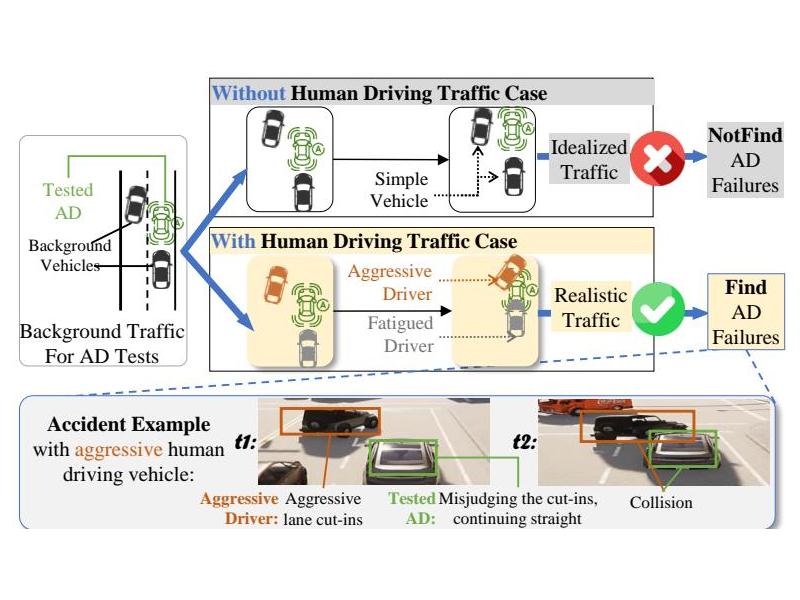 Without Human Driving Traffic Case
Simple
Vehicle
Idealized
Traffic
NotFind
AD
Failures
Tested
AD
Background
Vehicles
Background Traffic
For AD Tests
With Human Driving Traffic Case
Aggressive
Driver
Fatigued
Driver
Realistic
Traffic
Find
AD
Failures
A
A
A
A
A
Accident Example
with aggressive human
driving vehicle:
t1:
t2:
Aggressive
Driver:
Aggressive
lane cut-ins
Tested
AD:
Misjudging the cut-ins,
continuing straight
Collision